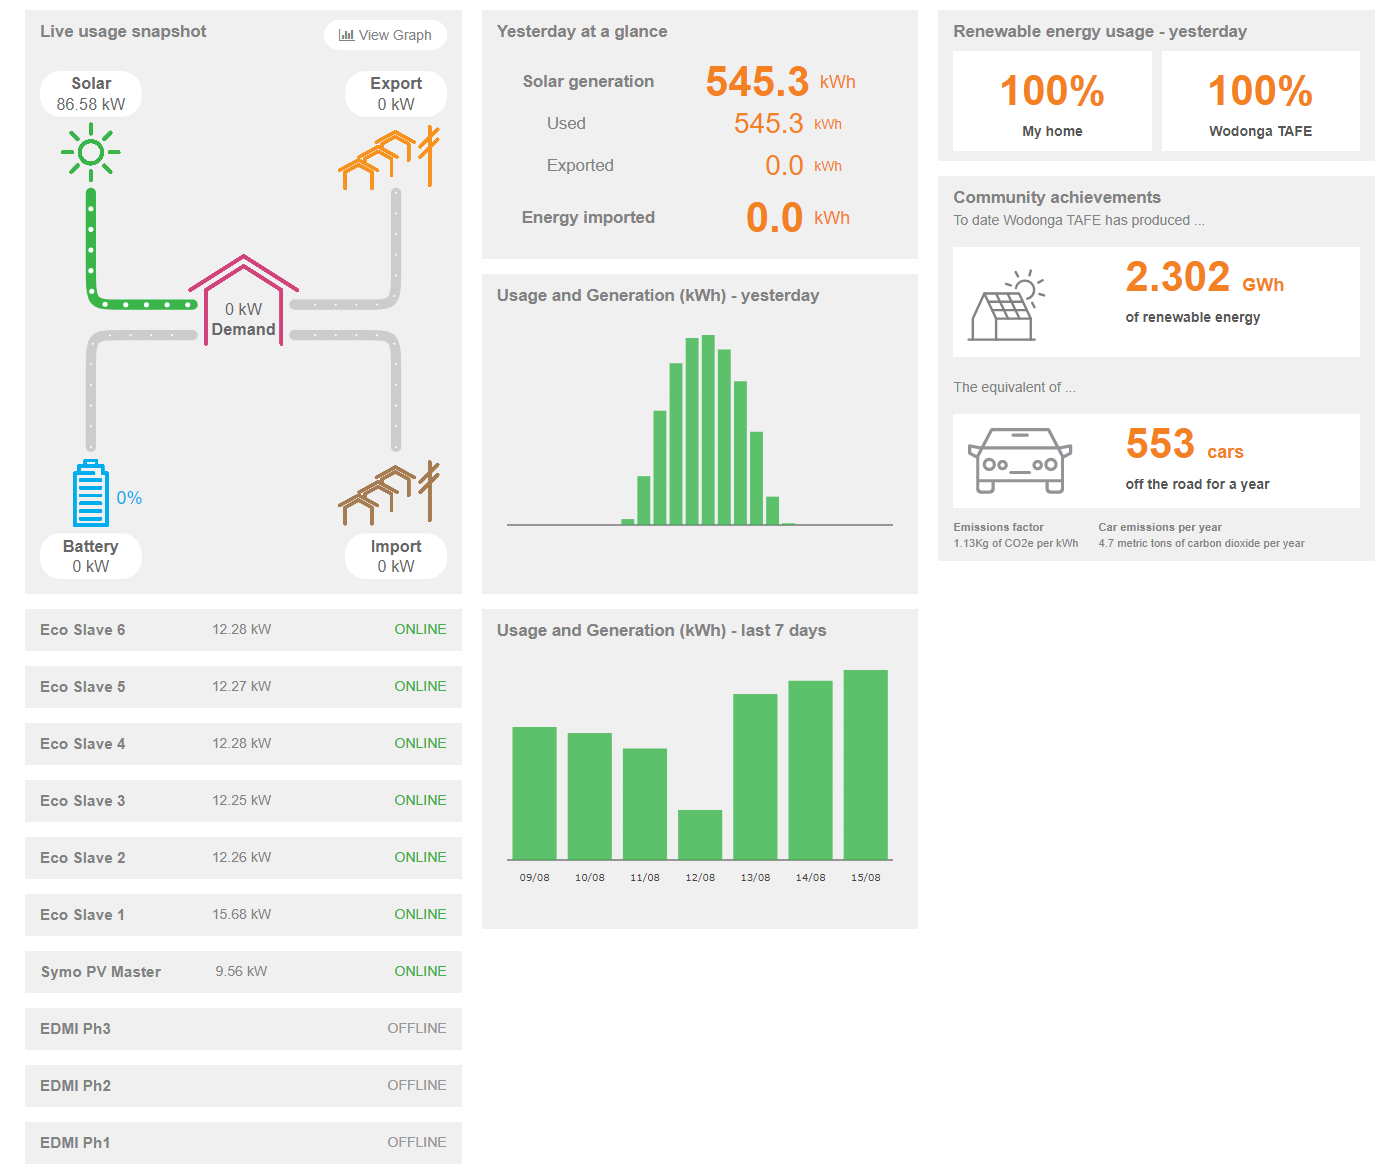 Live usage snapshot
View Graph
Solar
86.58 kW
Export
0 kW
0 kW
Demand
0%
Battery
0 kW
Import
0 kW
Eco Slave 6 12.28 kW ONLINE
Eco Slave 5 12.27 kW ONLINE
Eco Slave 4 12.28 kW ONLINE
Eco Slave 3 12.25 kW ONLINE
Eco Slave 2 12.26 kW ONLINE
Eco Slave 1 15.68 kW ONLINE
Symo PV Master 9.56 kW ONLINE
EDMI Ph3 OFFLINE
EDMI Ph2 OFFLINE
EDMI Ph1 OFFLINE
Yesterday at a glance
Solar generation 545.3 kWh
Used 545.3 kWh
Exported 0.0 kWh
Energy imported 0.0 kWh
Usage and Generation (kWh) - yesterday
Usage and Generation (kWh) - last 7 days
09/08 10/08 11/08 12/08 13/08 14/08 15/08
Renewable energy usage - yesterday
100%
My home
100%
Wodonga TAFE
Community achievements
To date Wodonga TAFE has produced ...
2.302 GWh
of renewable energy
The equivalent of ...
553 cars
off the road for a year
Emissions factor
1.13Kg of CO2e per kWh
Car emissions per year
4.7 metric tons of carbon dioxide per year